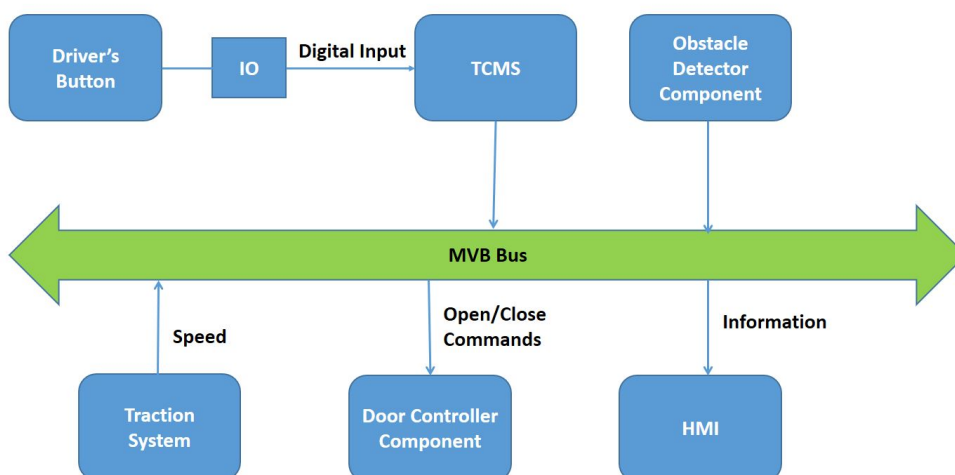 Driver's
Button
IO
Digital Input
TCMS
Obstacle
Detector
Component
MVB Bus
Speed
Open/Close
Commands
Information
Traction
System
Door Controller
Component
HMI